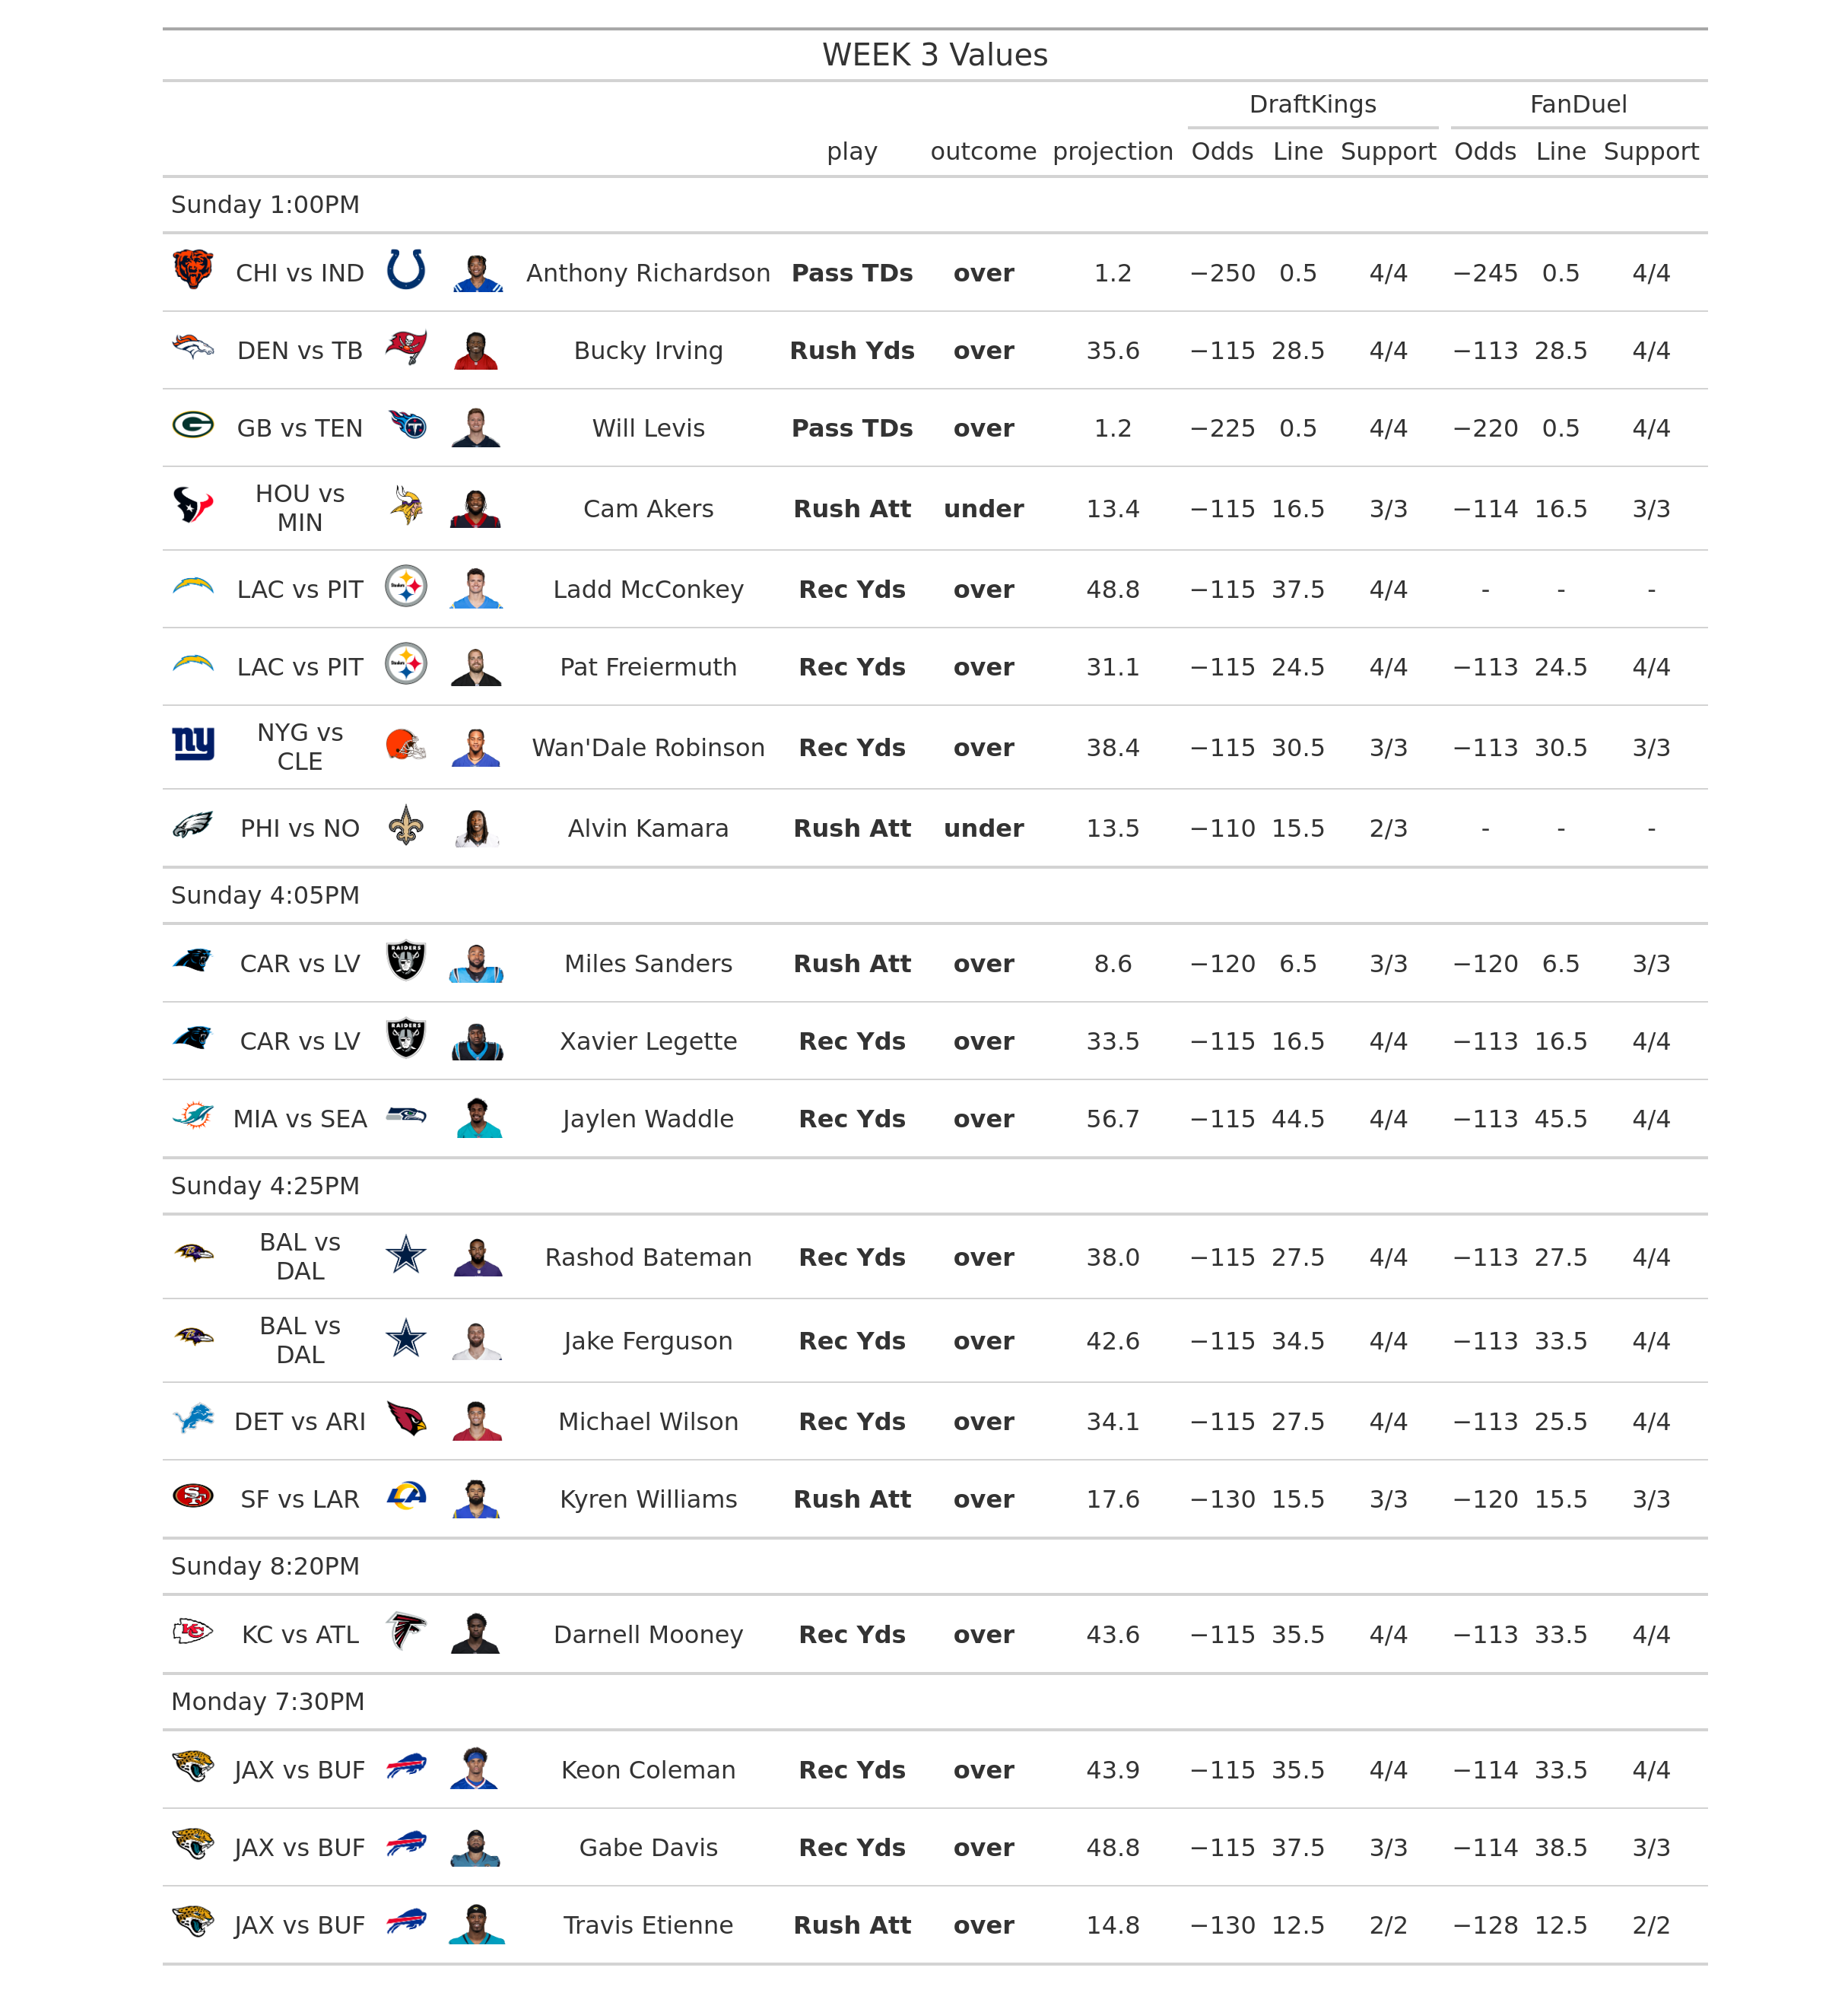 WEEK 3 Values
DraftKings FanDuel
play outcome projection Odds Line Support Odds Line Support
Sunday 1:00PM
CHI vs IND Anthony Richardson Pass TDs over 1.2 −250 0.5 4/4 −245 0.5 4/4
DEN vs TB Bucky Irving Rush Yds over 35.6 −115 28.5 4/4 −113 28.5 4/4
GB vs TEN Will Levis Pass TDs over 1.2 −225 0.5 4/4 −220 0.5 4/4
HOU vs
MIN Cam Akers Rush Att under 13.4 −115 16.5 3/3 −114 16.5 3/3
LAC vs PIT Ladd McConkey Rec Yds over 48.8 −115 37.5 4/4 - - -
LAC vs PIT Pat Freiermuth Rec Yds over 31.1 −115 24.5 4/4 −113 24.5 4/4
NYG vs
CLE Wan'Dale Robinson Rec Yds over 38.4 −115 30.5 3/3 −113 30.5 3/3
PHI vs NO Alvin Kamara Rush Att under 13.5 −110 15.5 2/3 - - -
Sunday 4:05PM
CAR vs LV Miles Sanders Rush Att over 8.6 −120 6.5 3/3 −120 6.5 3/3
CAR vs LV Xavier Legette Rec Yds over 33.5 −115 16.5 4/4 −113 16.5 4/4
MIA vs SEA Jaylen Waddle Rec Yds over 56.7 −115 44.5 4/4 −113 45.5 4/4
Sunday 4:25PM
BAL vs
DAL Rashod Bateman Rec Yds over 38.0 −115 27.5 4/4 −113 27.5 4/4
BAL vs
DAL Jake Ferguson Rec Yds over 42.6 −115 34.5 4/4 −113 33.5 4/4
DET vs ARI Michael Wilson Rec Yds over 34.1 −115 27.5 4/4 −113 25.5 4/4
SF vs LAR Kyren Williams Rush Att over 17.6 −130 15.5 3/3 −120 15.5 3/3
Sunday 8:20PM
KC vs ATL Darnell Mooney Rec Yds over 43.6 −115 35.5 4/4 −113 33.5 4/4
Monday 7:30PM
JAX vs BUF Keon Coleman Rec Yds over 43.9 −115 35.5 4/4 −114 33.5 4/4
JAX vs BUF Gabe Davis Rec Yds over 48.8 −115 37.5 3/3 −114 38.5 3/3
JAX vs BUF Travis Etienne Rush Att over 14.8 −130 12.5 2/2 −128 12.5 2/2